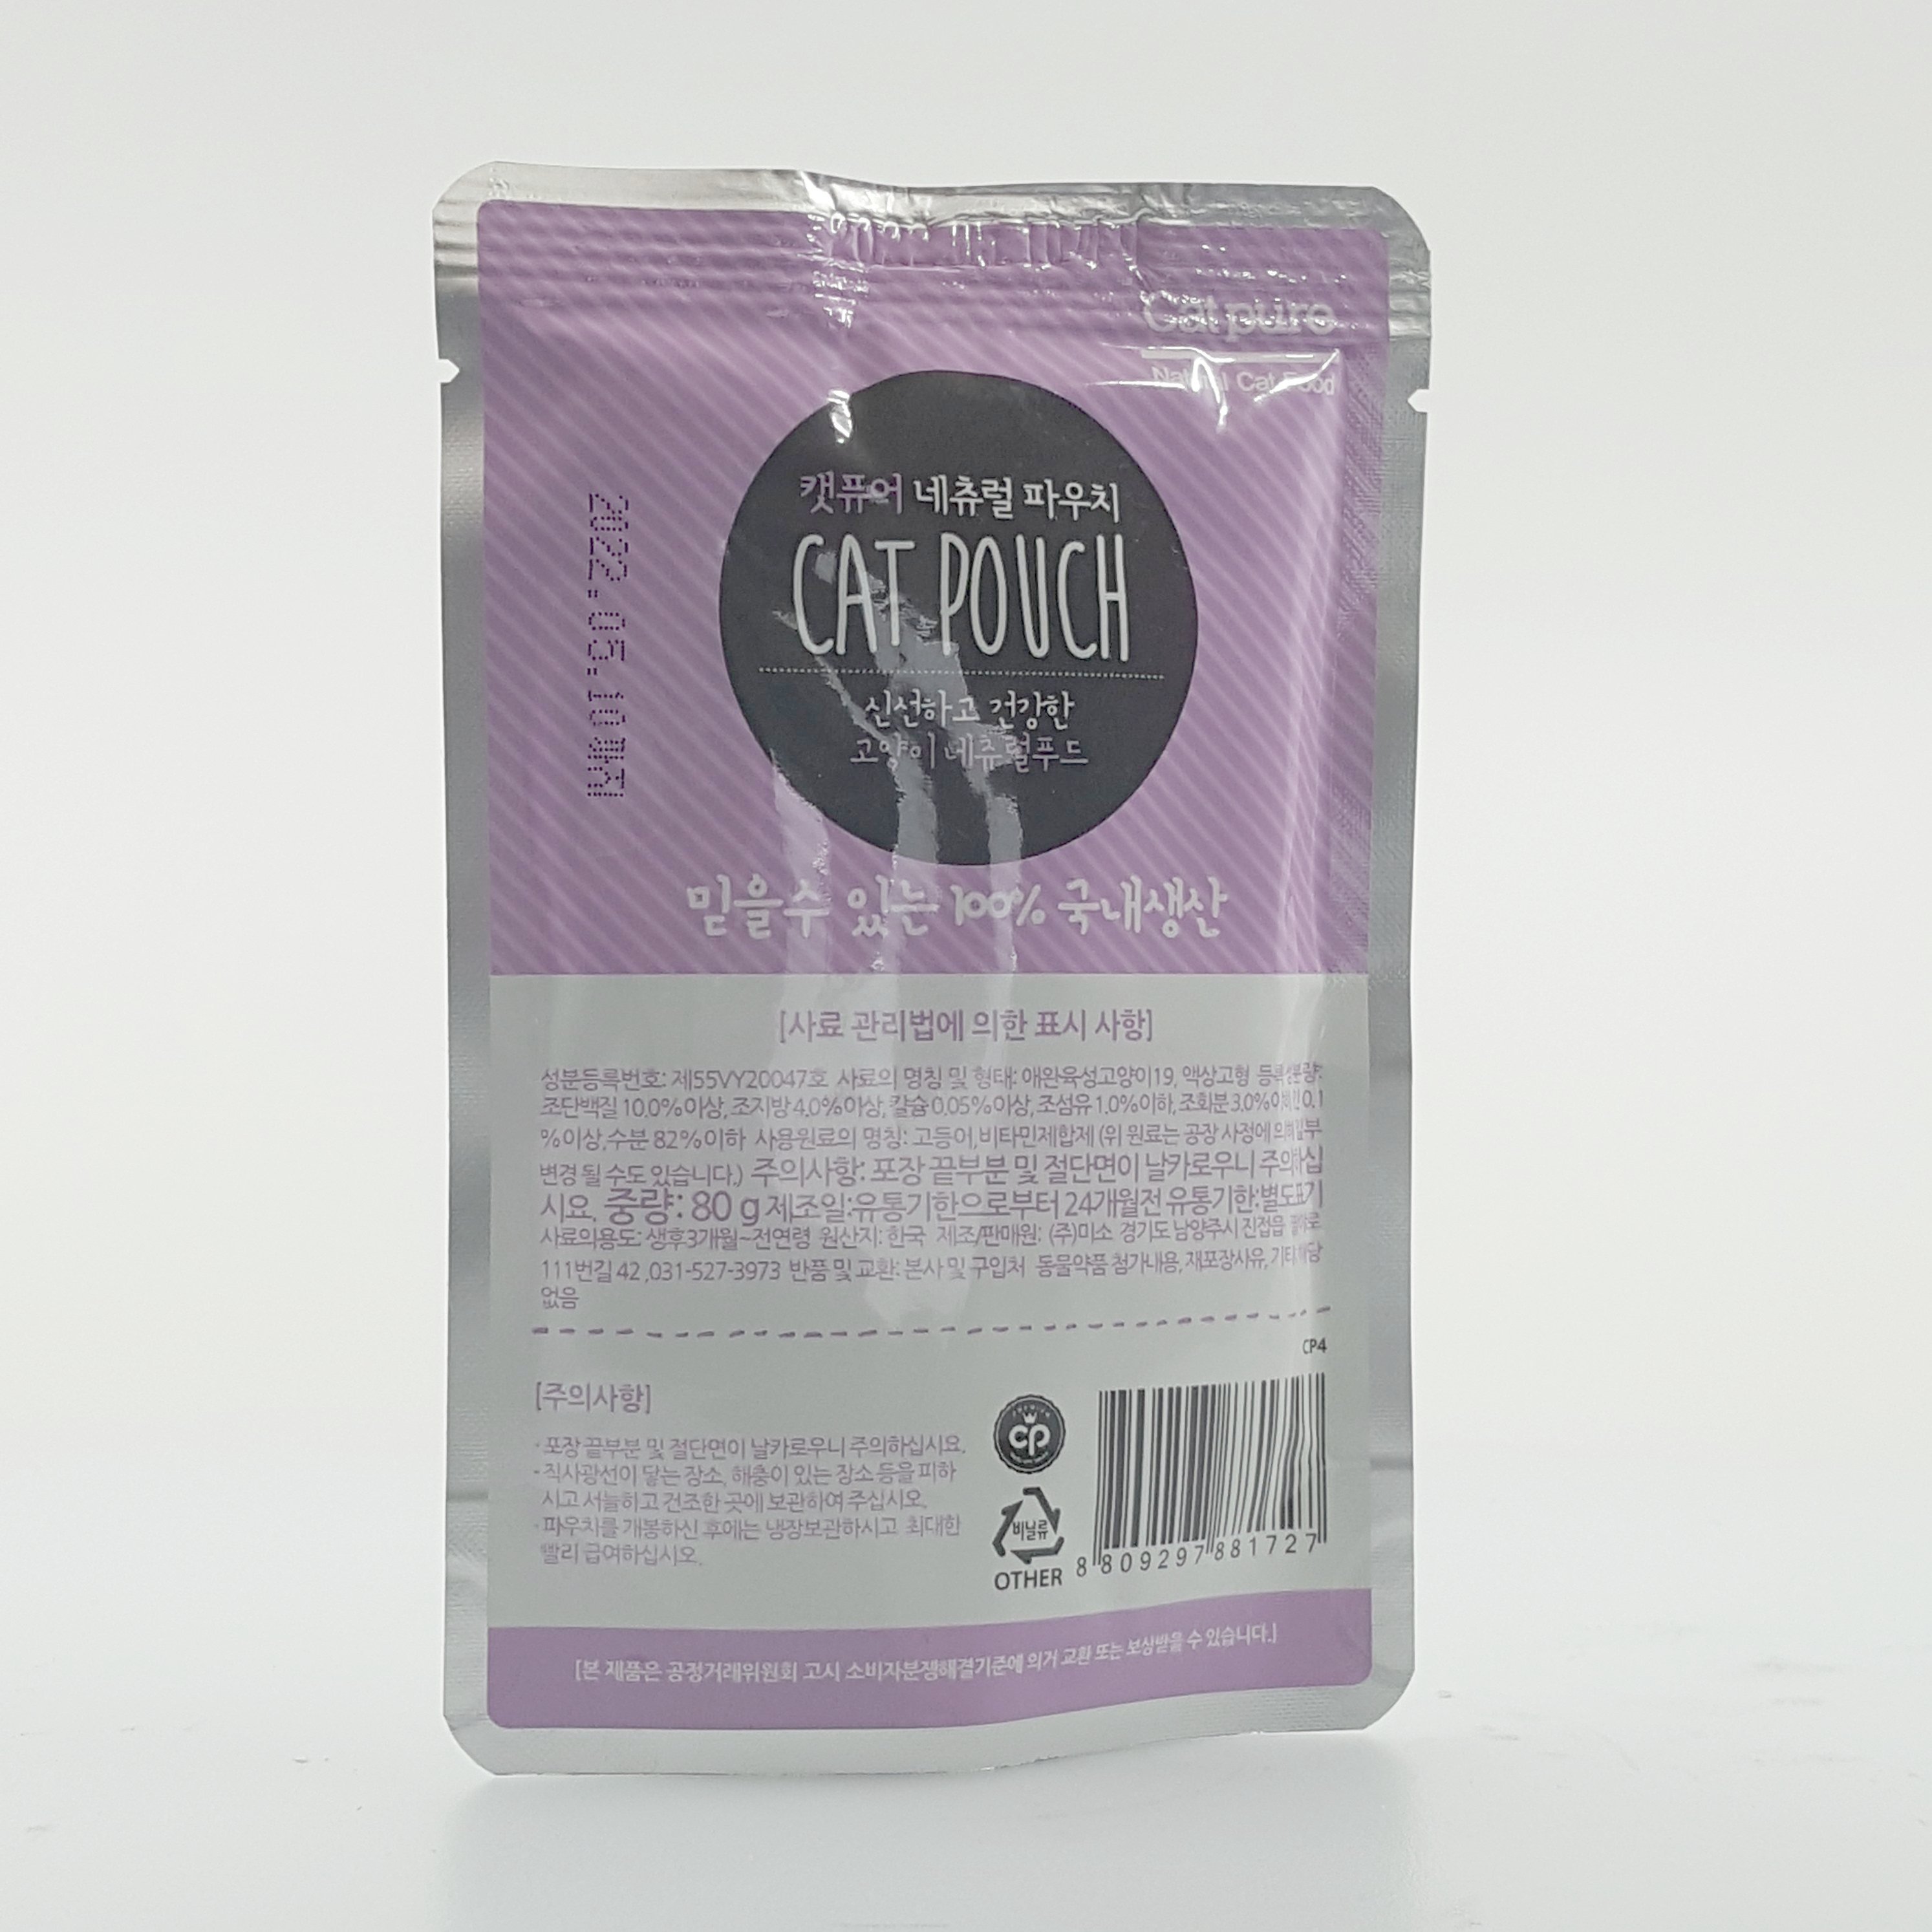 Cat pure
Natural Cat Food
캣퓨어 네츄럴 파우치
CAT POUCH
신선하고 건강한
고양이 네츄럴푸드
2022.05.10까지
믿을수 있는 100% 국내생산
[사료 관리법에 의한 표시 사항]
성분등록번호: 제55VY20047호 사료의 명칭 및 형태: 애완육성고양이19, 액상고형 등록성분량:
조단백질 10.0%이상, 조지방 4.0%이상, 칼슘 0.05%이상, 조섬유 1.0%이하, 조회분 3.0%이하, 인 0.1
%이상, 수분 82%이하 사용원료의 명칭: 고등어, 비타민제합제 (위 원료는 공장 사정에 의해 일부
변경 될 수도 있습니다.) 주의사항: 포장 끝부분 및 절단면이 날카로우니 주의하십
시요. 중량: 80 g 제조일:유통기한으로부터 24개월전 유통기한:별도표기
사료의용도: 생후3개월~전연령 원산지: 한국 제조/판매원: (주)미소 경기도 남양주시 진접읍
111번길 42 ,031-527-3973 반품 및 교환: 본사 및 구입처 동물약품 첨가내용, 재포장사유, 기타해당
없음
CP4
[주의사항]
· 포장 끝부분 및 절단면이 날카로우니 주의하십시요.
· 직사광선이 닿는 장소, 해충이 있는 장소 등을 피하
시고 서늘하고 건조한 곳에 보관하여 주십시오.
· 파우치를 개봉하신 후에는 냉장보관하시고 최대한
빨리 급여하십시오.
PREMIUM
CP
비닐류
OTHER
8 809297 881727
[본 제품은 공정거래위원회 고시 소비자분쟁해결기준에 의거 교환 또는 보상받을 수 있습니다.]